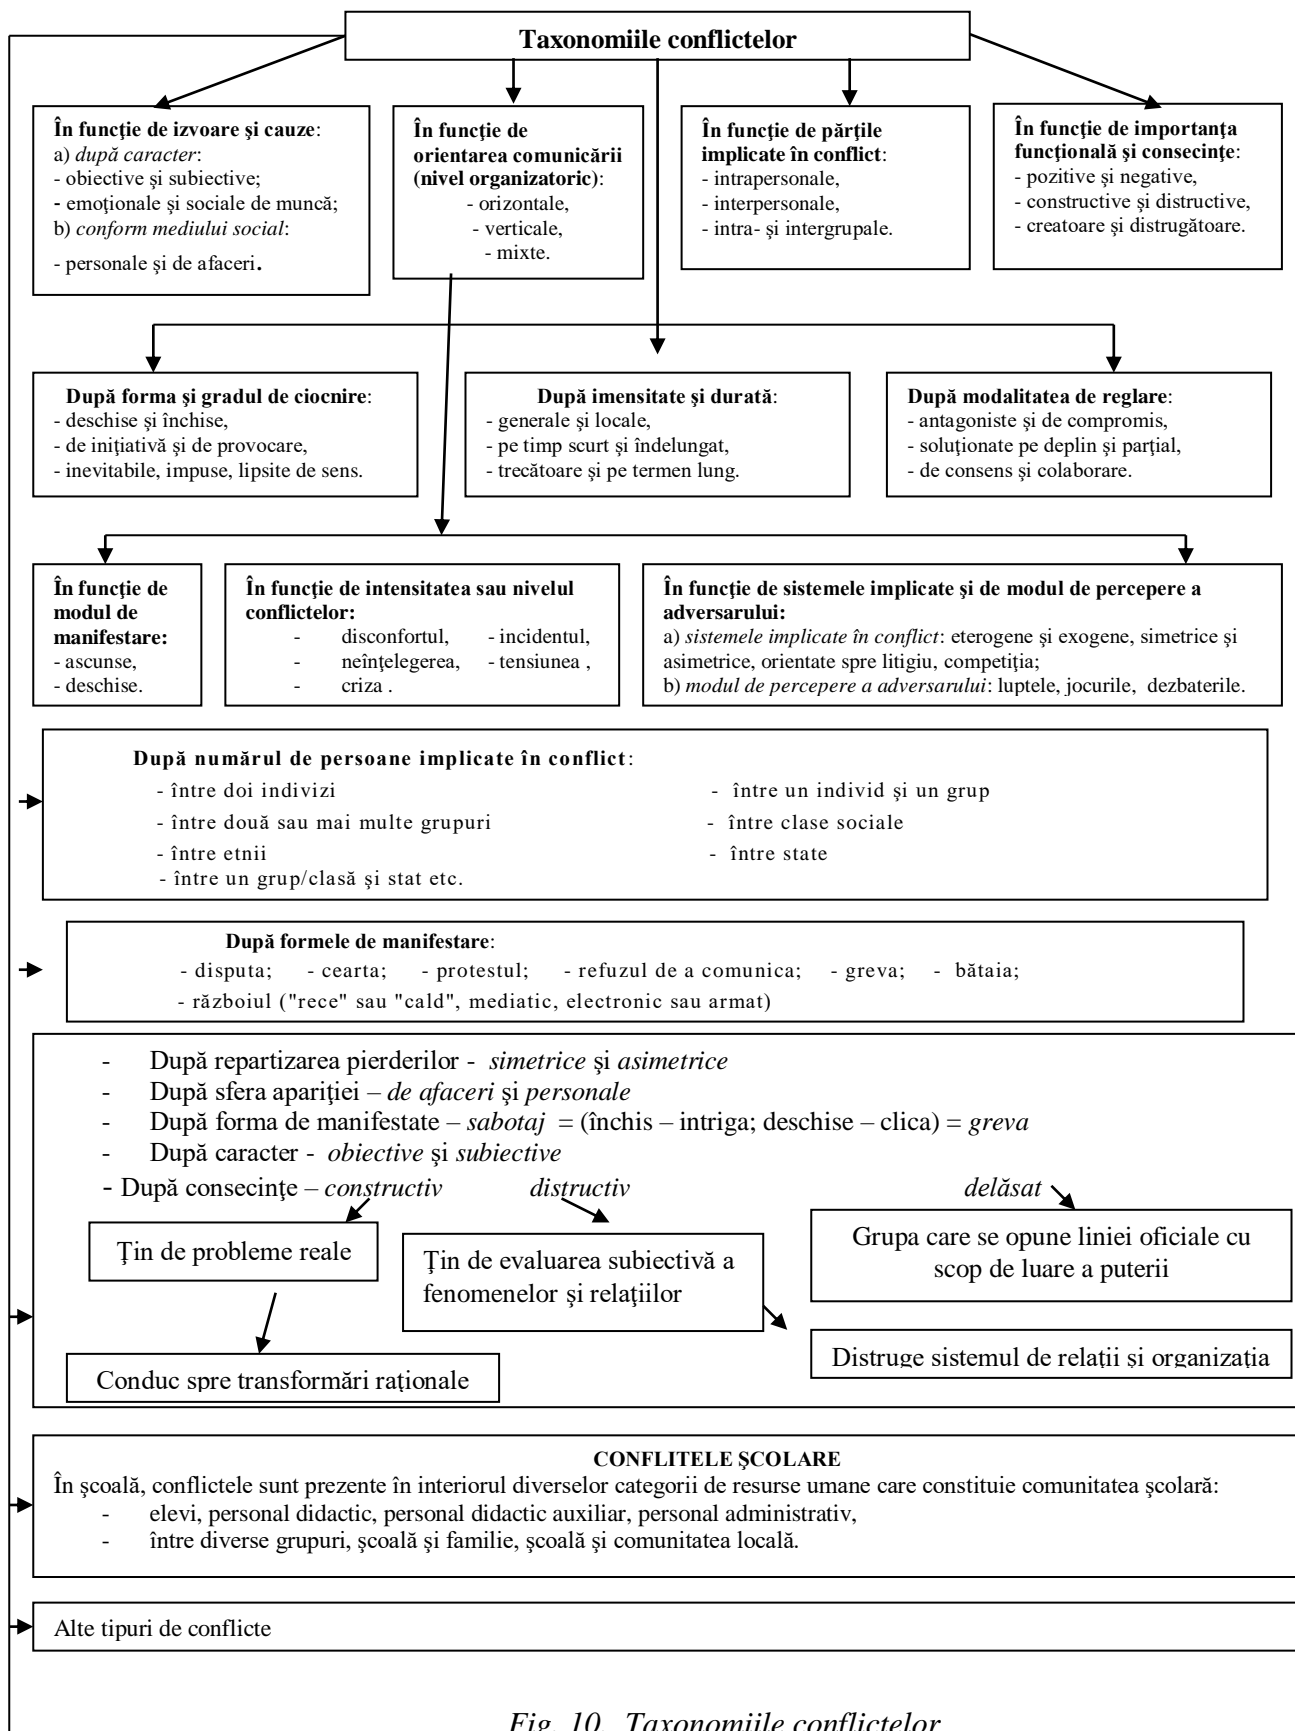 Taxonomiile conflictelor
În funcţie de izvoare şi cauze:
a) după caracter:
- obiective şi subiective;
- emoţionale şi sociale de muncă;
b) conform mediului social:
- personale şi de afaceri.
În funcţie de
orientarea comunicării
(nivel organizatoric):
- orizontale,
- verticale,
- mixte.
În funcţie de părţile
implicate în conflict:
- intrapersonale,
- interpersonale,
- intra- şi intergrupale.
În funcţie de importanţa
funcţională şi consecinţe:
- pozitive şi negative,
- constructive şi distructive,
- creatoare şi distrugătoare.
După forma şi gradul de ciocnire:
- deschise şi închise,
- de iniţiativă şi de provocare,
- inevitabile, impuse, lipsite de sens.
După imensitate şi durată:
- generale şi locale,
- pe timp scurt şi îndelungat,
- trecătoare şi pe termen lung.
După modalitatea de reglare:
- antagoniste şi de compromis,
- soluţionate pe deplin şi parţial,
- de consens şi colaborare.
În funcţie de
modul de
manifestare:
- ascunse,
- deschise.
În funcţie de intensitatea sau nivelul
conflictelor:
- disconfortul, - incidentul,
- neînţelegerea, - tensiunea ,
- criza .
În funcţie de sistemele implicate şi de modul de percepere a
adversarului:
a) sistemele implicate în conflict: eterogene şi exogene, simetrice şi
asimetrice, orientate spre litigiu, competiţia;
b) modul de percepere a adversarului: luptele, jocurile, dezbaterile.
După numărul de persoane implicate în conflict:
- între doi indivizi - între un individ şi un grup
- între două sau mai multe grupuri - între clase sociale
- între etnii - între state
- între un grup/clasă şi stat etc.
După formele de manifestare:
- disputa; - cearta; - protestul; - refuzul de a comunica; - greva; - bătaia;
- războiul ("rece" sau "cald", mediatic, electronic sau armat)
- După repartizarea pierderilor - simetrice şi asimetrice
- După sfera apariţiei – de afaceri şi personale
- După forma de manifestate – sabotaj = (închis – intriga; deschise – clica) = greva
- După caracter - obiective şi subiective
- După consecinţe – constructiv distructiv delăsat
Ţin de probleme reale
Ţin de evaluarea subiectivă a
fenomenelor şi relaţiilor
Grupa care se opune liniei oficiale cu
scop de luare a puterii
Conduc spre transformări raţionale
Distruge sistemul de relaţii şi organizaţia
CONFLITELE ŞCOLARE
În şcoală, conflictele sunt prezente în interiorul diverselor categorii de resurse umane care constituie comunitatea şcolară:
- elevi, personal didactic, personal didactic auxiliar, personal administrativ,
- între diverse grupuri, şcoală şi familie, şcoală şi comunitatea locală.
Alte tipuri de conflicte
Fig. 10. Taxonomiile conflictelor